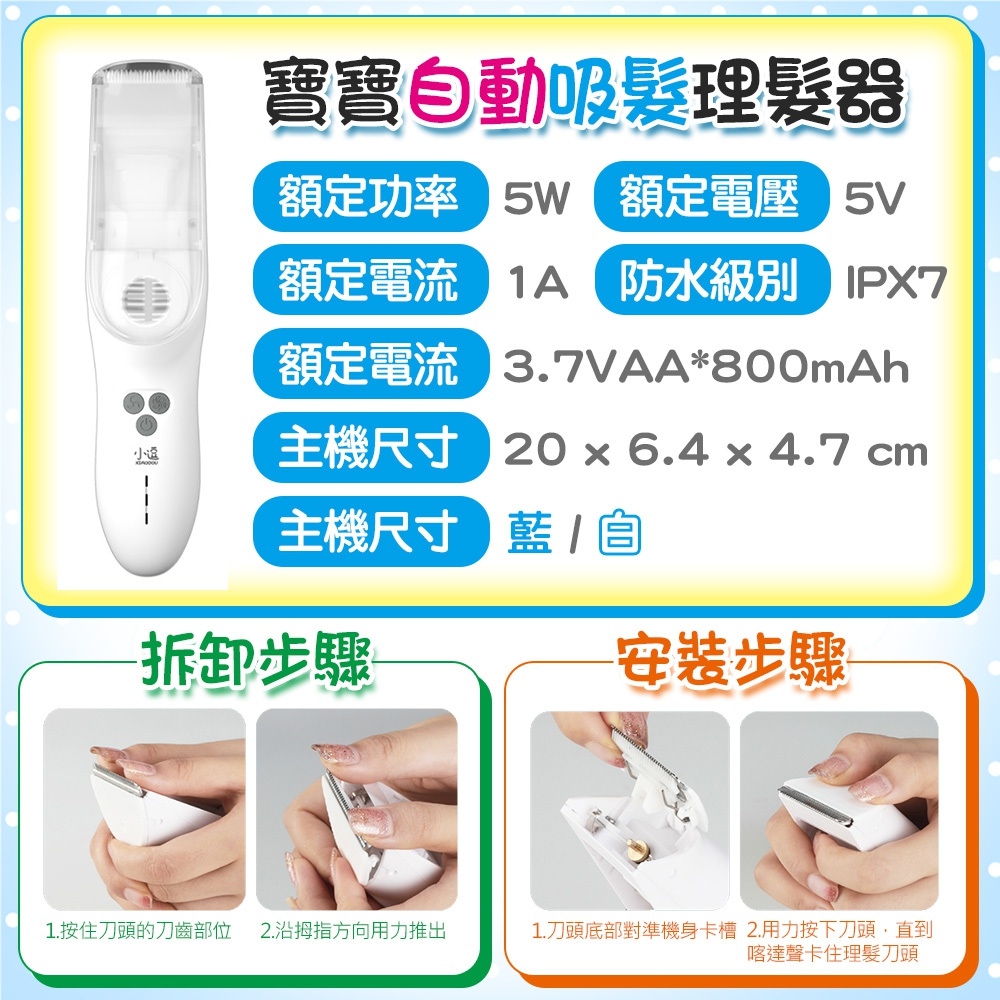 寶寶自動吸髮理髮器
額定功率 5W 額定電壓 5V
額定電流 1A 防水級別 IPX7
額定電流 3.7VAA*800mAh
主機尺寸 20 x 6.4 x 4.7 cm
主機尺寸 藍 / 白
小逗
XIAODOU
拆卸步驟
1.按住刀頭的刀齒部位
2.沿拇指方向用力推出
安裝步驟
1.刀頭底部對準機身卡槽
2.用力按下刀頭，直到
喀達聲卡住理髮刀頭